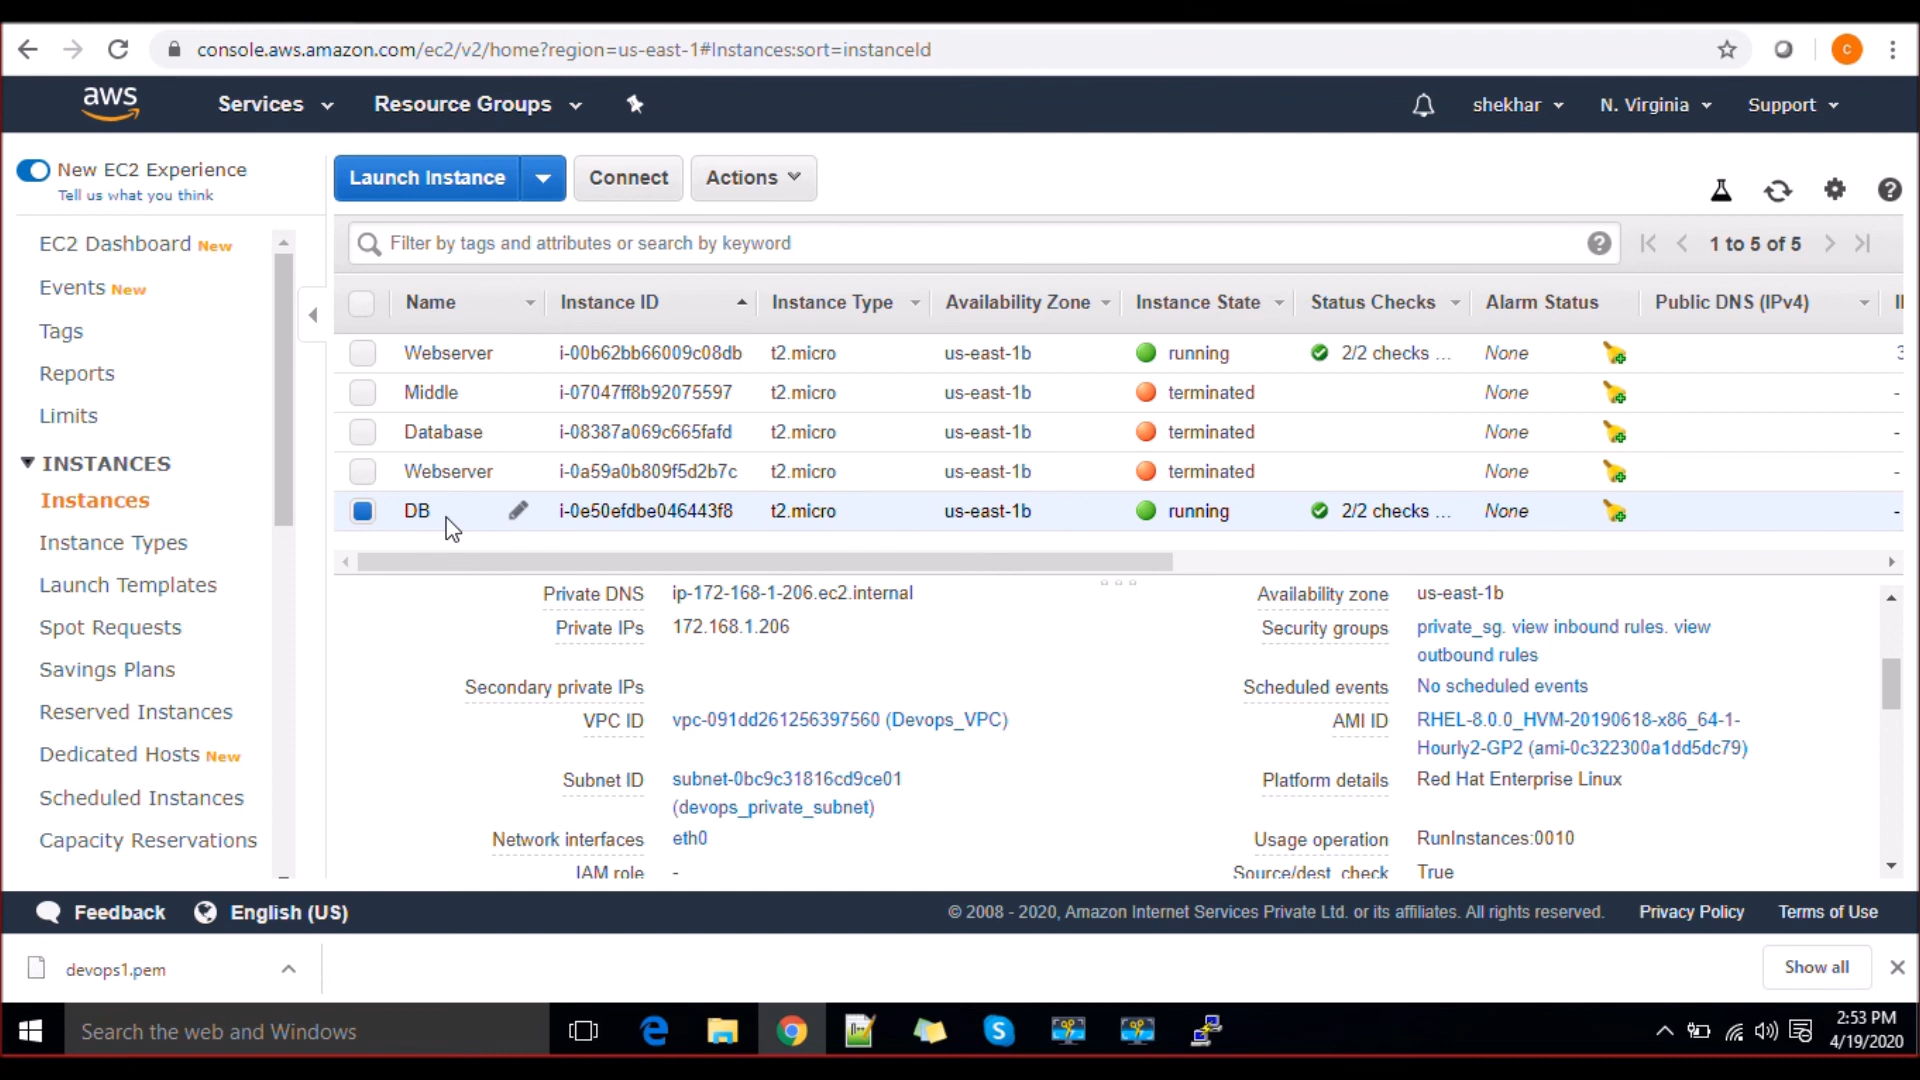 console.aws.amazon.com/ec2/v2/home?region=us-east-1#Instances:sort=instanceId
C
aws
Services
Resource Groups
shekhar
N. Virginia
Support
New EC2 Experience
Tell us what you think
EC2 Dashboard New
Events New
Tags
Reports
Limits
INSTANCES
Instances
Instance Types
Launch Templates
Spot Requests
Savings Plans
Reserved Instances
Dedicated Hosts New
Scheduled Instances
Capacity Reservations
Launch Instance
Connect
Actions
Filter by tags and attributes or search by keyword
1 to 5 of 5
Name Instance ID Instance Type Availability Zone Instance State Status Checks Alarm Status Public DNS (IPv4)
Webserver i-00b62bb66009c08db t2.micro us-east-1b running 2/2 checks ... None
Middle i-07047ff8b92075597 t2.micro us-east-1b terminated None -
Database i-08387a069c665fafd t2.micro us-east-1b terminated None -
Webserver i-0a59a0b809f5d2b7c t2.micro us-east-1b terminated None -
DB i-0e50efdbe046443f8 t2.micro us-east-1b running 2/2 checks ... None -
Private DNS ip-172-168-1-206.ec2.internal
Private IPs 172.168.1.206
Secondary private IPs
VPC ID vpc-091dd261256397560 (Devops_VPC)
Subnet ID subnet-0bc9c31816cd9ce01
(devops_private_subnet)
Network interfaces eth0
IAM role -
Availability zone us-east-1b
Security groups private_sg. view inbound rules. view
outbound rules
Scheduled events No scheduled events
AMI ID RHEL-8.0.0_HVM-20190618-x86_64-1-
Hourly2-GP2 (ami-0c322300a1dd5dc79)
Platform details Red Hat Enterprise Linux
Usage operation RunInstances:0010
Source/dest. check True
Feedback
English (US)
© 2008 - 2020, Amazon Internet Services Private Ltd. or its affiliates. All rights reserved.
Privacy Policy
Terms of Use
devops1.pem
Show all
Search the web and Windows
2:53 PM
4/19/2020